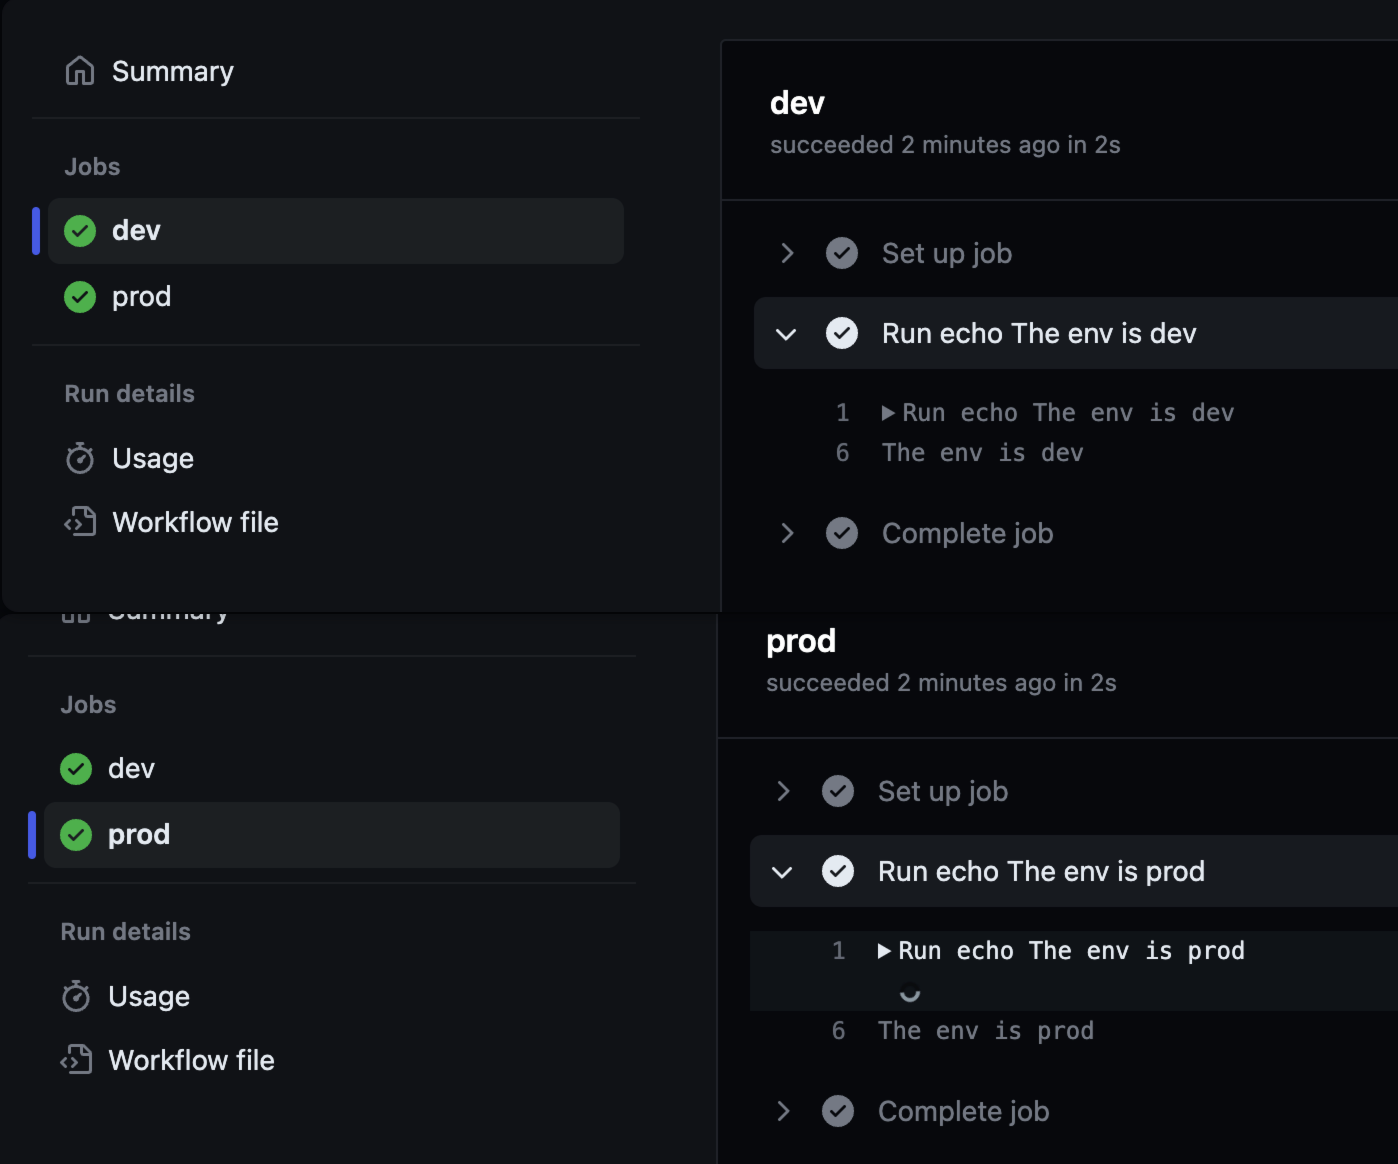 Summary
Jobs
dev
prod
Run details
Usage
Workflow file
dev
succeeded 2 minutes ago in 2s
Set up job
Run echo The env is dev
1 Run echo The env is dev
6 The env is dev
Complete job
Summary
Jobs
dev
prod
Run details
Usage
Workflow file
prod
succeeded 2 minutes ago in 2s
Set up job
Run echo The env is prod
1 Run echo The env is prod
6 The env is prod
Complete job